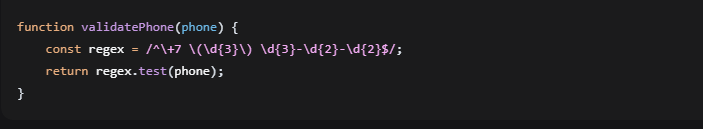 function validatePhone(phone) {
    const regex = /^\+7 \(\d{3}\) \d{3}-\d{2}-\d{2}$/;
    return regex.test(phone);
}